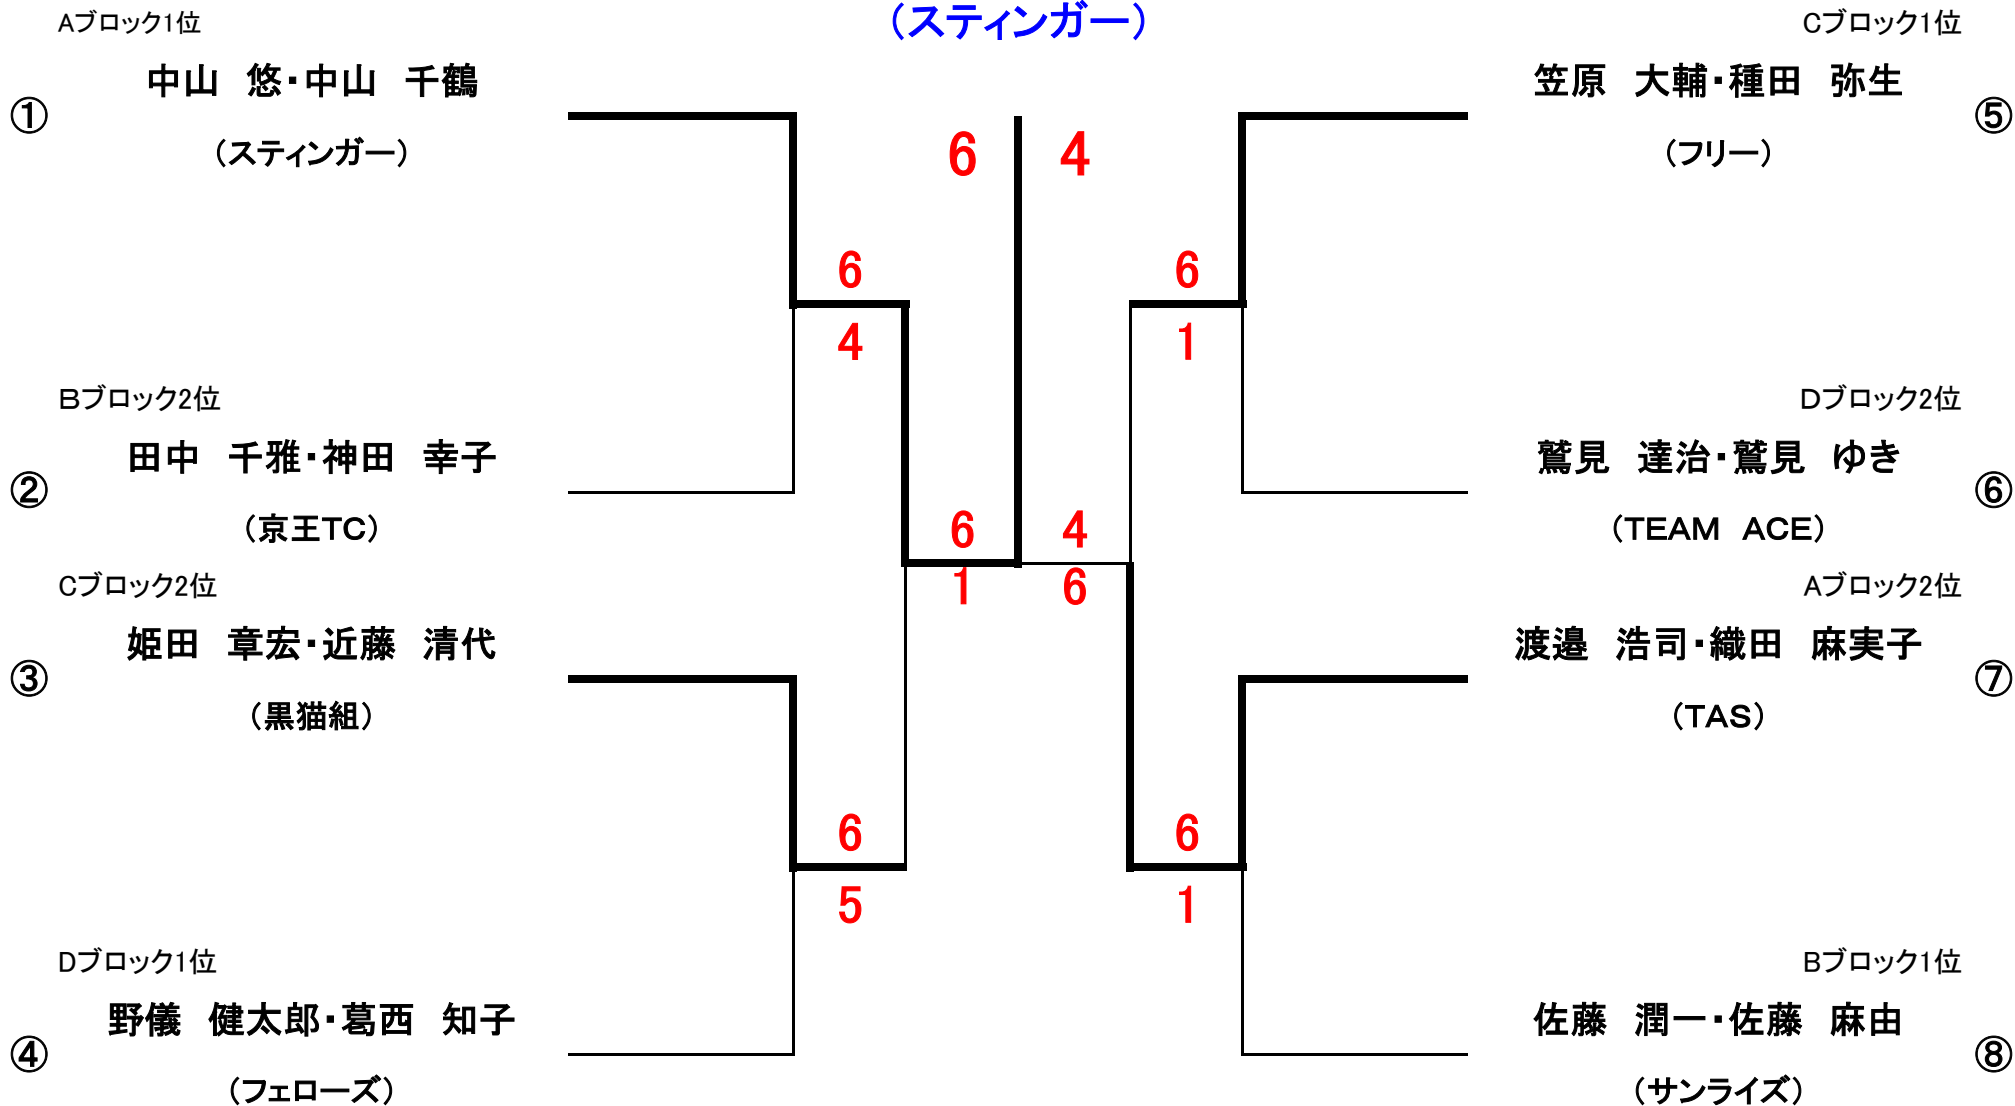 （スティンガー）
Aブロック1位
中山　悠・中山　千鶴
①
（スティンガー）
Bブロック2位
田中　千雅・神田　幸子
②
（京王TC）
Cブロック2位
姫田　章宏・近藤　清代
③
（黒猫組）
Dブロック1位
野儀　健太郎・葛西　知子
④
（フェローズ）
6 4
6
4
6
1
6
5
6
1
4
6
6
1
Cブロック1位
笠原　大輔・種田　弥生
⑤
（フリー）
Dブロック2位
鷲見　達治・鷲見　ゆき
⑥
（TEAM　ACE）
Aブロック2位
渡邉　浩司・織田　麻実子
⑦
（TAS）
Bブロック1位
佐藤　潤一・佐藤　麻由
⑧
（サンライズ）